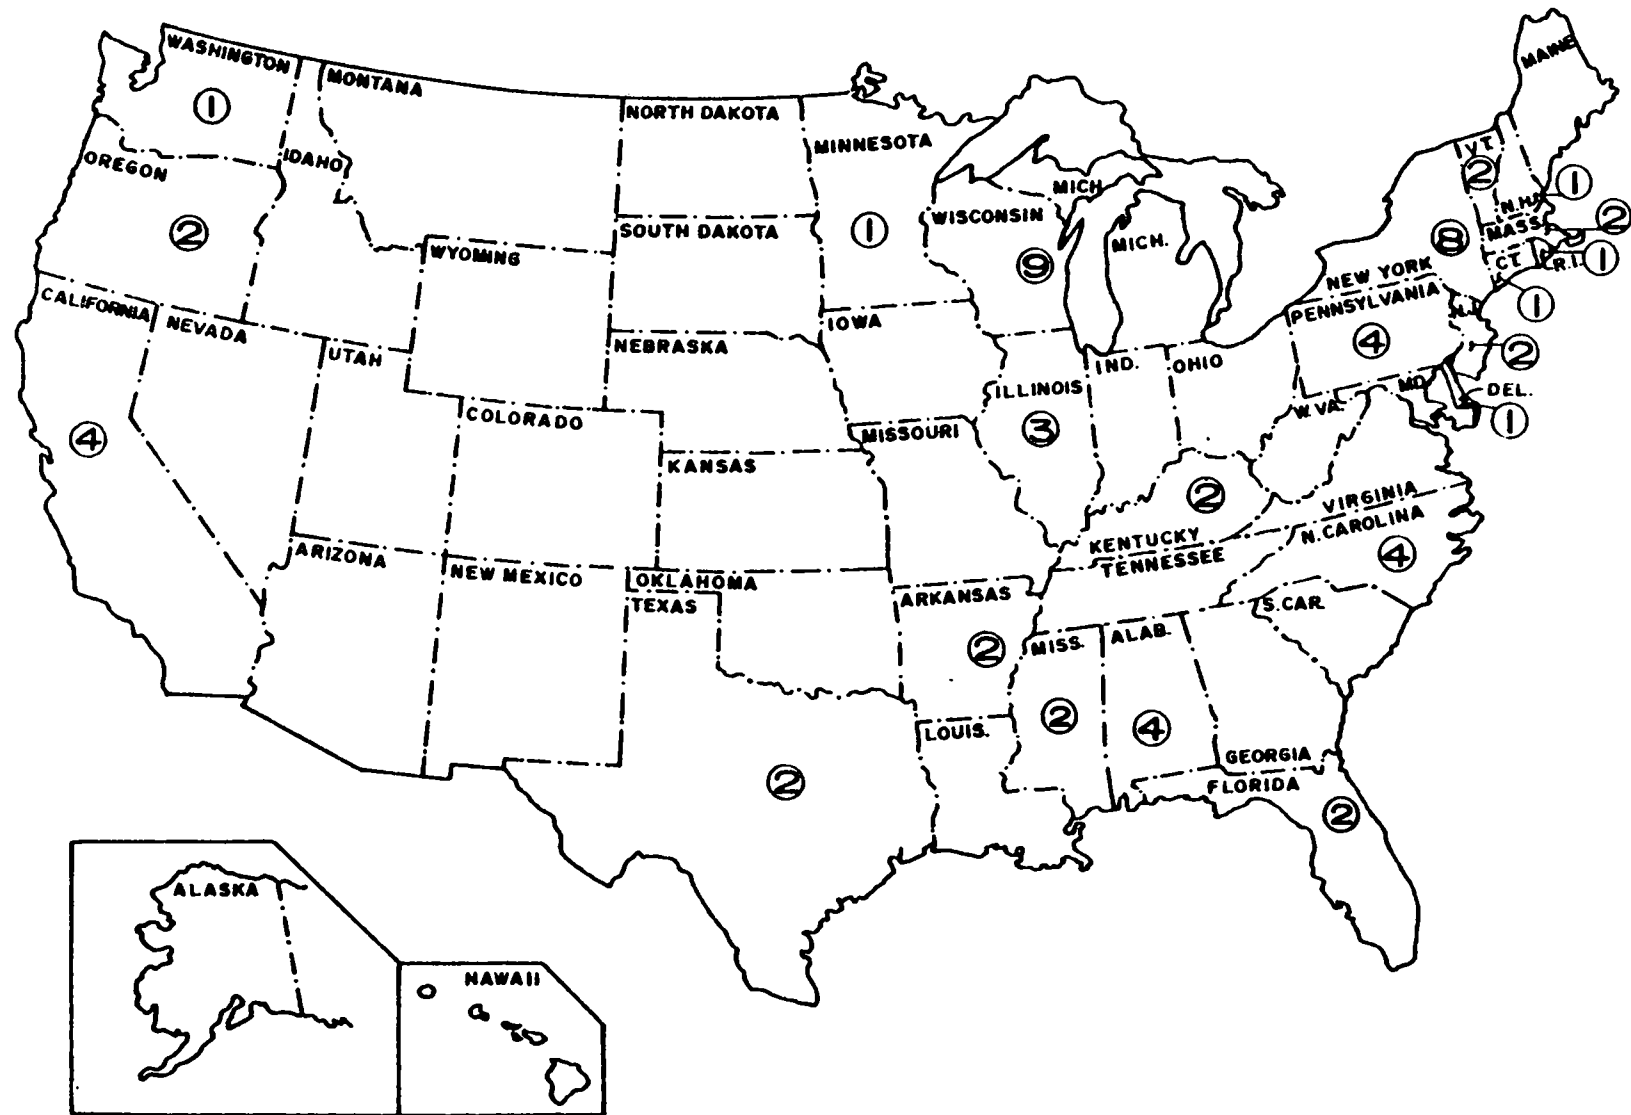 WASHINGTON
①
MONTANA
OREGON
②
IDAHO
NORTH DAKOTA
MINNESOTA
①
SOUTH DAKOTA
WYOMING
MICH
WISCONSIN
⑨
MICH.
MAINE
V.T.
②
①
N.H.
MASS.
②
⑧
NEW YORK
CT.
R.I.
①
①
CALIFORNIA
④
NEVADA
UTAH
NEBRASKA
IOWA
PENNSYLVANIA
④
N.J.
②
COLORADO
ILLINOIS
③
IND.
OHIO
MD.
DEL.
①
W. VA.
KANSAS
MISSOURI
②
KENTUCKY
VIRGINIA
TENNESSEE
N. CAROLINA
④
ARIZONA
NEW MEXICO
OKLAHOMA
TEXAS
②
ARKANSAS
②
S. CAR.
MISS.
②
ALAB.
④
LOUIS.
GEORGIA
FLORIDA
②
ALASKA
HAWAII